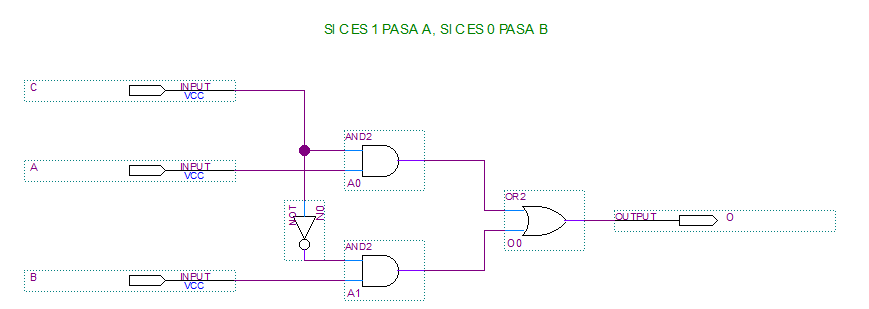 SI C ES 1 PASA A, SI C ES 0 PASA B
C
INPUT
VCC
AND2
A0
A
INPUT
VCC
OR2
O0
OUTPUT
O
NOT
N0
AND2
A1
B
INPUT
VCC